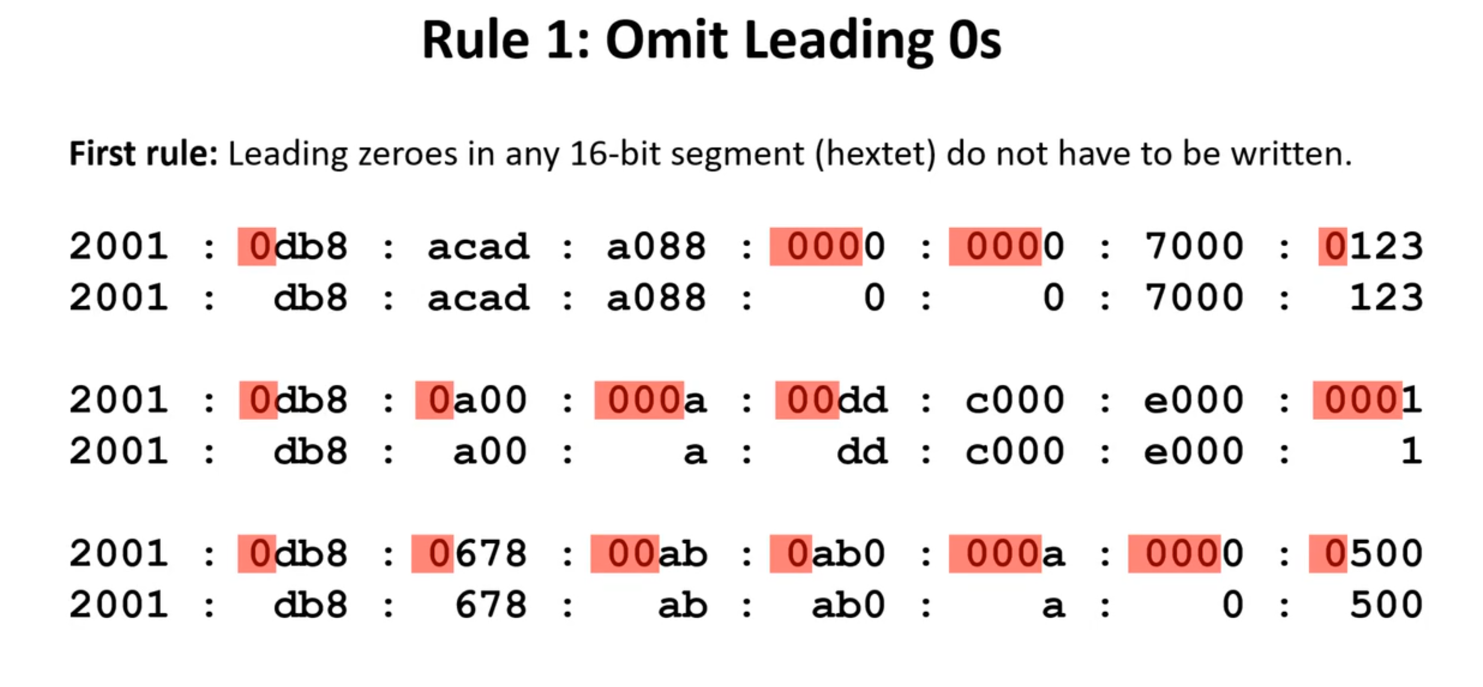 Rule 1: Omit Leading 0s
First rule: Leading zeroes in any 16-bit segment (hextet) do not have to be written.
2001 : 0db8 : acad : a088 : 0000 : 0000 : 7000 : 0123
2001 : db8 : acad : a088 : 0 : 0 : 7000 : 123
2001 : 0db8 : 0a00 : 000a : 00dd : c000 : e000 : 0001
2001 : db8 : a00 : a : dd : c000 : e000 : 1
2001 : 0db8 : 0678 : 00ab : 0ab0 : 000a : 0000 : 0500
2001 : db8 : 678 : ab : ab0 : a : 0 : 500